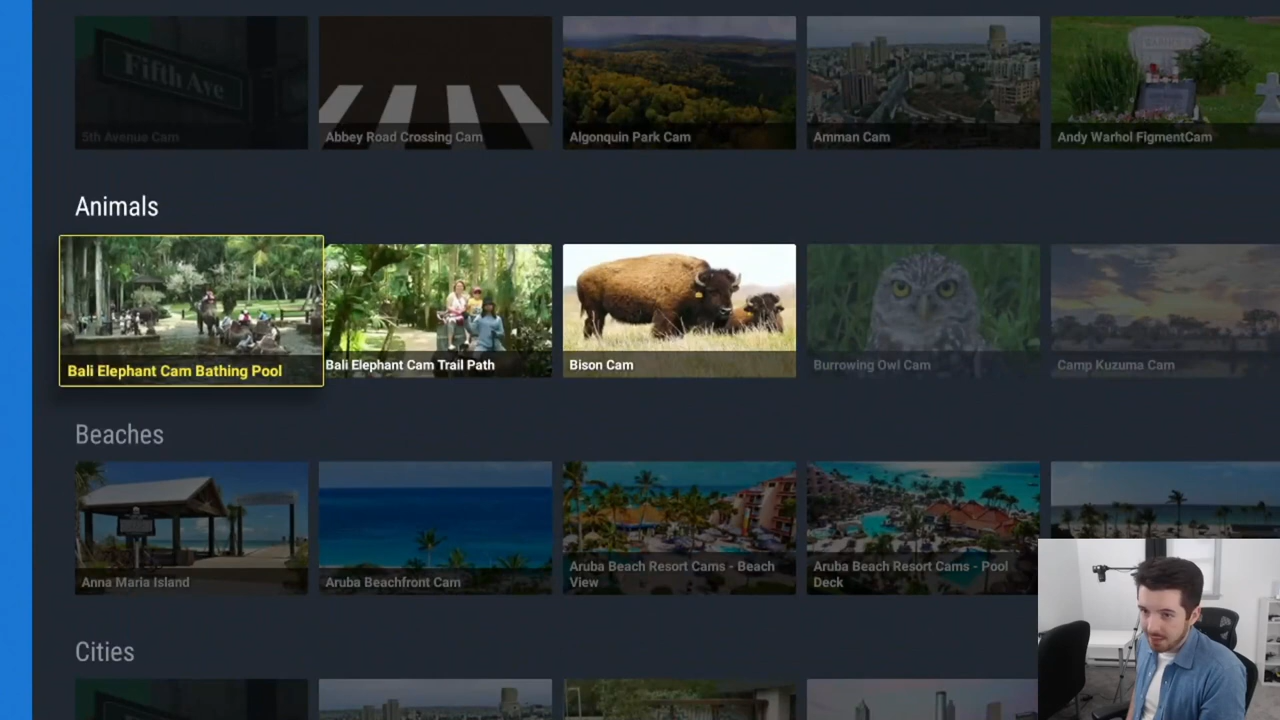 Fifth Ave
5th Avenue Cam
Abbey Road Crossing Cam
Algonquin Park Cam
Amman Cam
Andy Warhol FigmentCam
Animals
Bali Elephant Cam Bathing Pool
Bali Elephant Cam Trail Path
Bison Cam
Burrowing Owl Cam
Camp Kuzuma Cam
Beaches
Anna Maria Island
Aruba Beachfront Cam
Aruba Beach Resort Cams - Beach
View
Aruba Beach Resort Cams - Pool
Deck
Cities